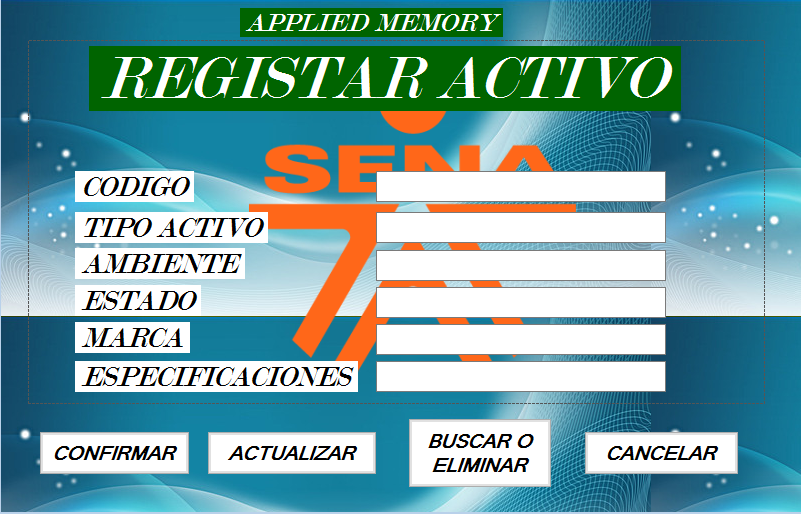 APPLIED MEMORY
REGISTAR ACTIVO
SENA
CODIGO
TIPO ACTIVO
AMBIENTE
ESTADO
MARCA
ESPECIFICACIONES
CONFIRMAR
ACTUALIZAR
BUSCAR O
ELIMINAR
CANCELAR